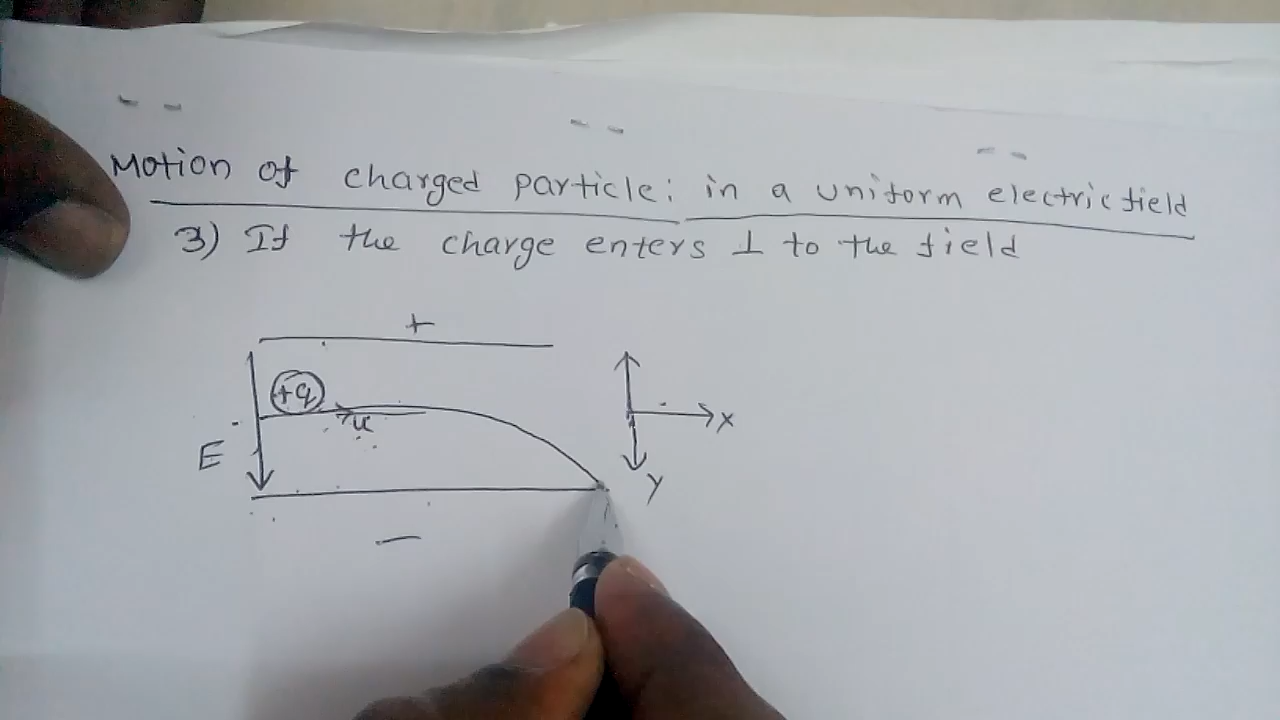 Motion of charged particle: in a uniform electric field
3) If the charge enters ⊥ to the field
+
+q
u
x
E
y
−